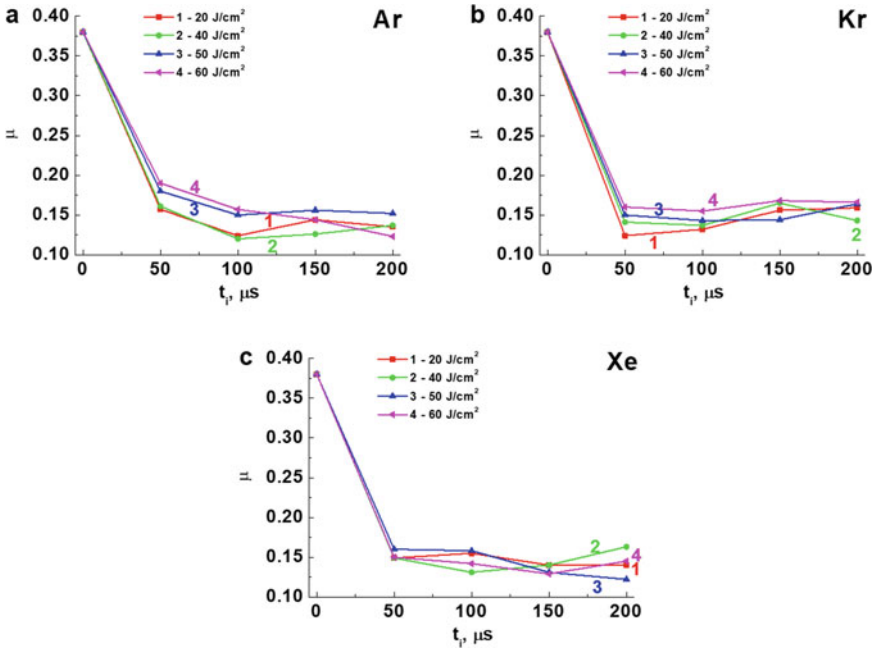 a
Ar
1 - 20 J/cm²
2 - 40 J/cm²
3 - 50 J/cm²
4 - 60 J/cm²
0.40
0.35
0.30
0.25
0.20
0.15
0.10
μ
4
3
1
2
0 50 100 150 200
tᵢ, μs
b
Kr
1 - 20 J/cm²
2 - 40 J/cm²
3 - 50 J/cm²
4 - 60 J/cm²
0.40
0.35
0.30
0.25
0.20
0.15
0.10
μ
3
4
1
2
0 50 100 150 200
tᵢ, μs
c
Xe
1 - 20 J/cm²
2 - 40 J/cm²
3 - 50 J/cm²
4 - 60 J/cm²
0.40
0.35
0.30
0.25
0.20
0.15
0.10
μ
2
4
1
3
0 50 100 150 200
tᵢ, μs